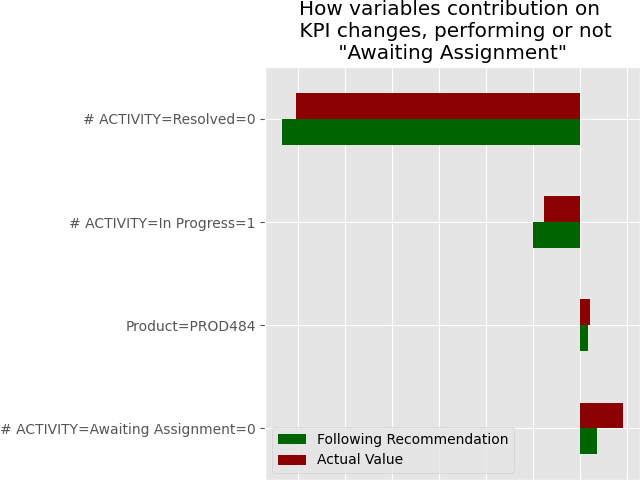 How variables contribution on
KPI changes, performing or not
"Awaiting Assignment"
# ACTIVITY=Resolved=0
# ACTIVITY=In Progress=1
Product=PROD484
# ACTIVITY=Awaiting Assignment=0
Following Recommendation
Actual Value